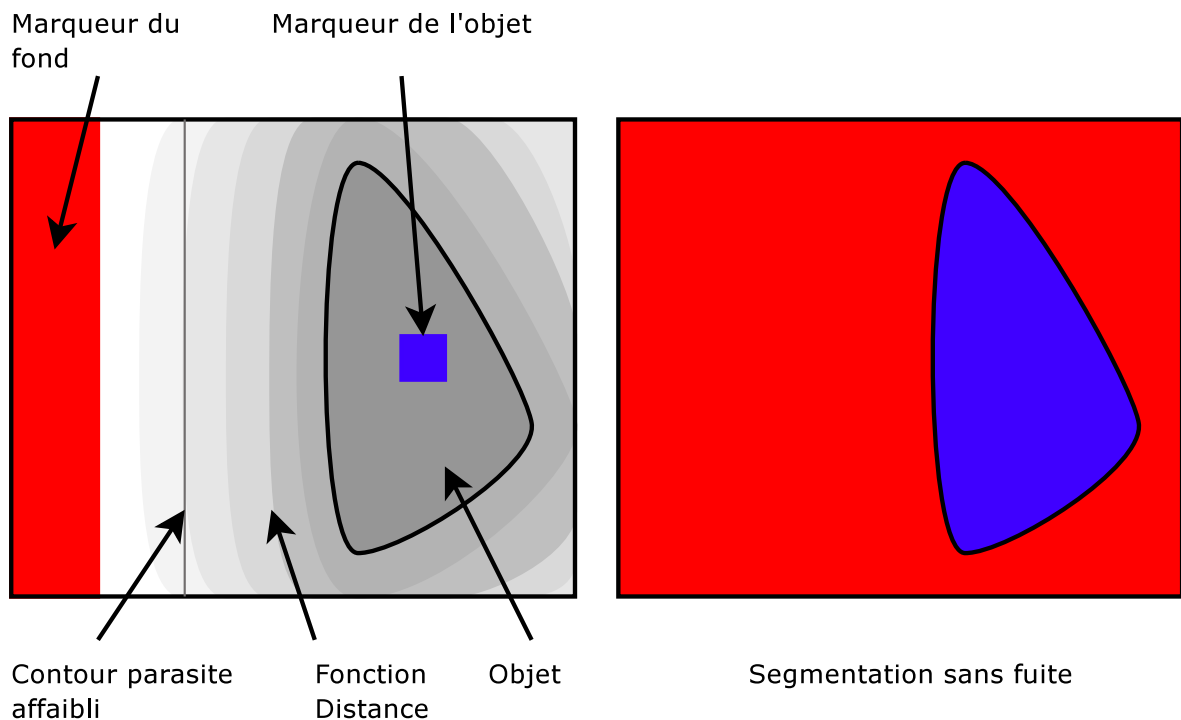 Marqueur du
fond
Marqueur de l'objet
Contour parasite
affaibli
Fonction
Distance
Objet
Segmentation sans fuite